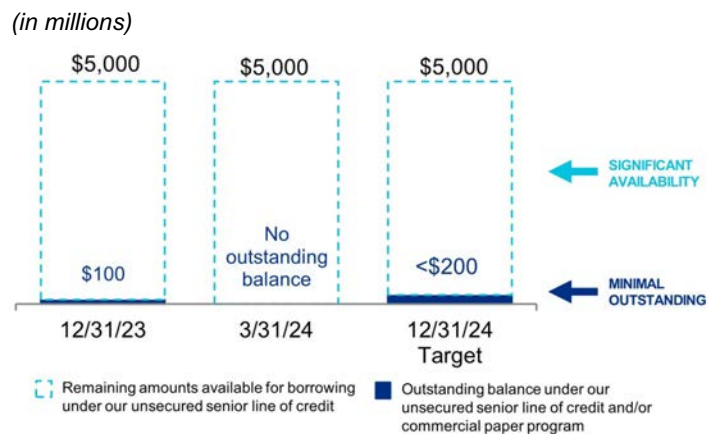 (in millions)
$5,000 $5,000 $5,000
SIGNIFICANT
AVAILABILITY
$100
No
outstanding
balance
<$200
MINIMAL
OUTSTANDING
12/31/23 3/31/24 12/31/24
Target
Remaining amounts available for borrowing
under our unsecured senior line of credit
Outstanding balance under our
unsecured senior line of credit and/or
commercial paper program